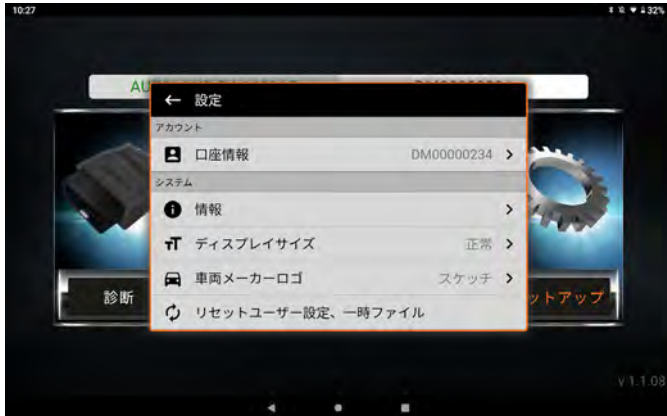 10:27
32%
AU
← 設定
アカウント
口座情報 DM00000234 >
システム
情報 >
ディスプレイサイズ 正常 >
車両メーカーロゴ スケッチ >
リセットユーザー設定、一時ファイル
診断
ットアップ
v 1.1.08